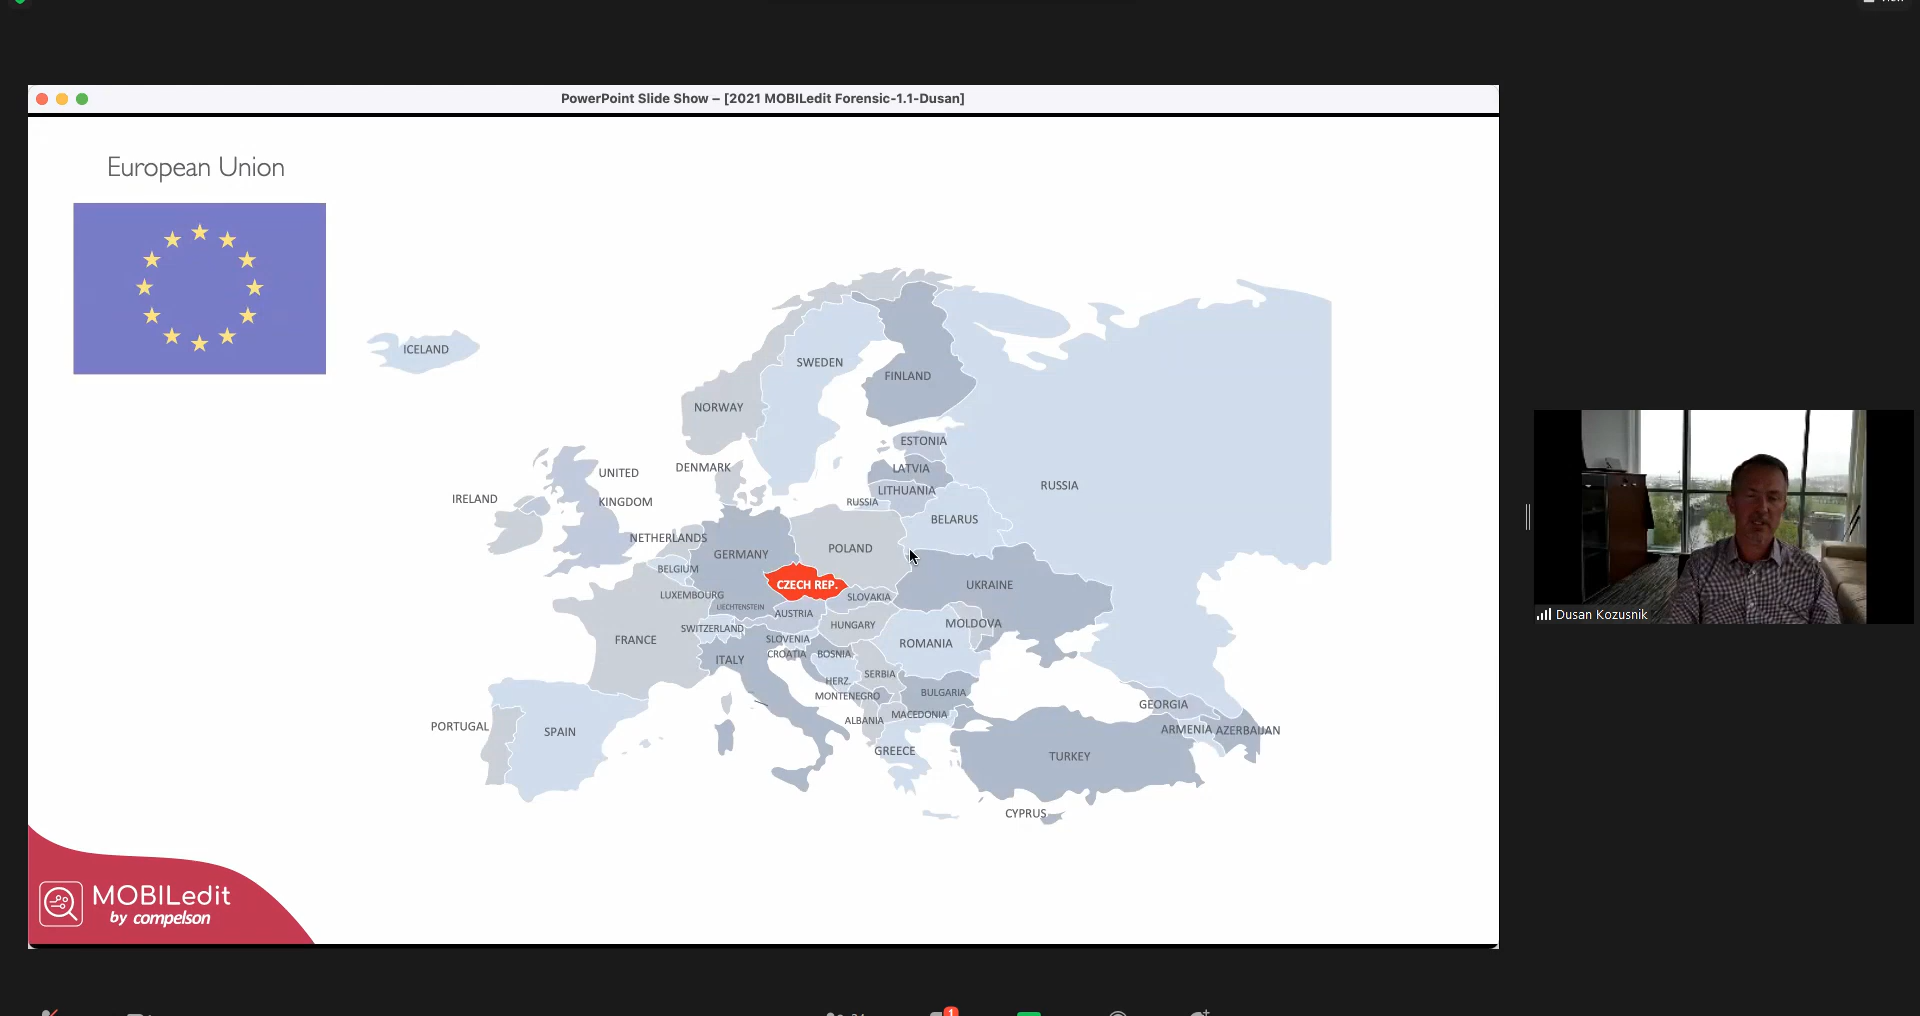 PowerPoint Slide Show – [2021 MOBILedit Forensic-1.1-Dusan]
European Union
ICELAND
SWEDEN
FINLAND
NORWAY
ESTONIA
DENMARK
LATVIA
UNITED
KINGDOM
LITHUANIA
RUSSIA
RUSSIA
IRELAND
BELARUS
NETHERLANDS
GERMANY
POLAND
BELGIUM
CZECH REP.
UKRAINE
LUXEMBOURG
SLOVAKIA
LIECHTENSTEIN
AUSTRIA
SWITZERLAND
HUNGARY
MOLDOVA
FRANCE
SLOVENIA
ROMANIA
ITALY
CROATIA
BOSNIA
SERBIA
HERZ.
MONTENEGRO
BULGARIA
ALBANIA
MACEDONIA
GEORGIA
PORTUGAL
SPAIN
ARMENIA
AZERBAIJAN
GREECE
TURKEY
CYPRUS
MOBILedit
by compelson
Dusan Kozusnik
1